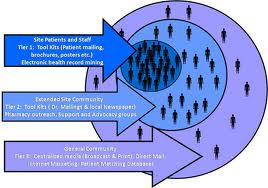 Site Patients and Staff
Tier 1: Tool Kits (Patient mailing,
brochures, posters etc.)
Electronic health record mining
Extended Site Community
Tier 2: Tool Kits ( Dr. Mailings & local Newspaper)
Pharmacy outreach, Support and Advocacy groups
General Community
Tier 3: Centralized media (Broadcast & Print); Direct Mail;
Internet Marketing; Patient Matching Databases